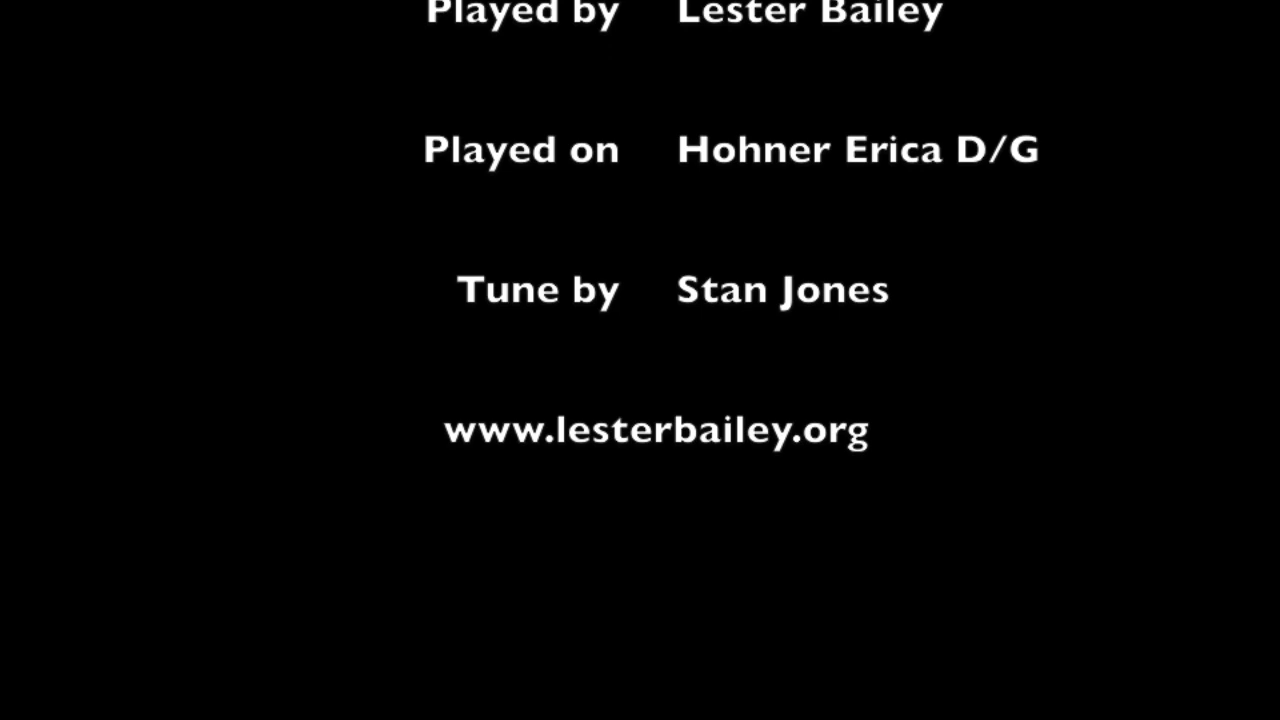 Played by Lester Bailey
Played on Hohner Erica D/G
Tune by Stan Jones
www.lesterbailey.org